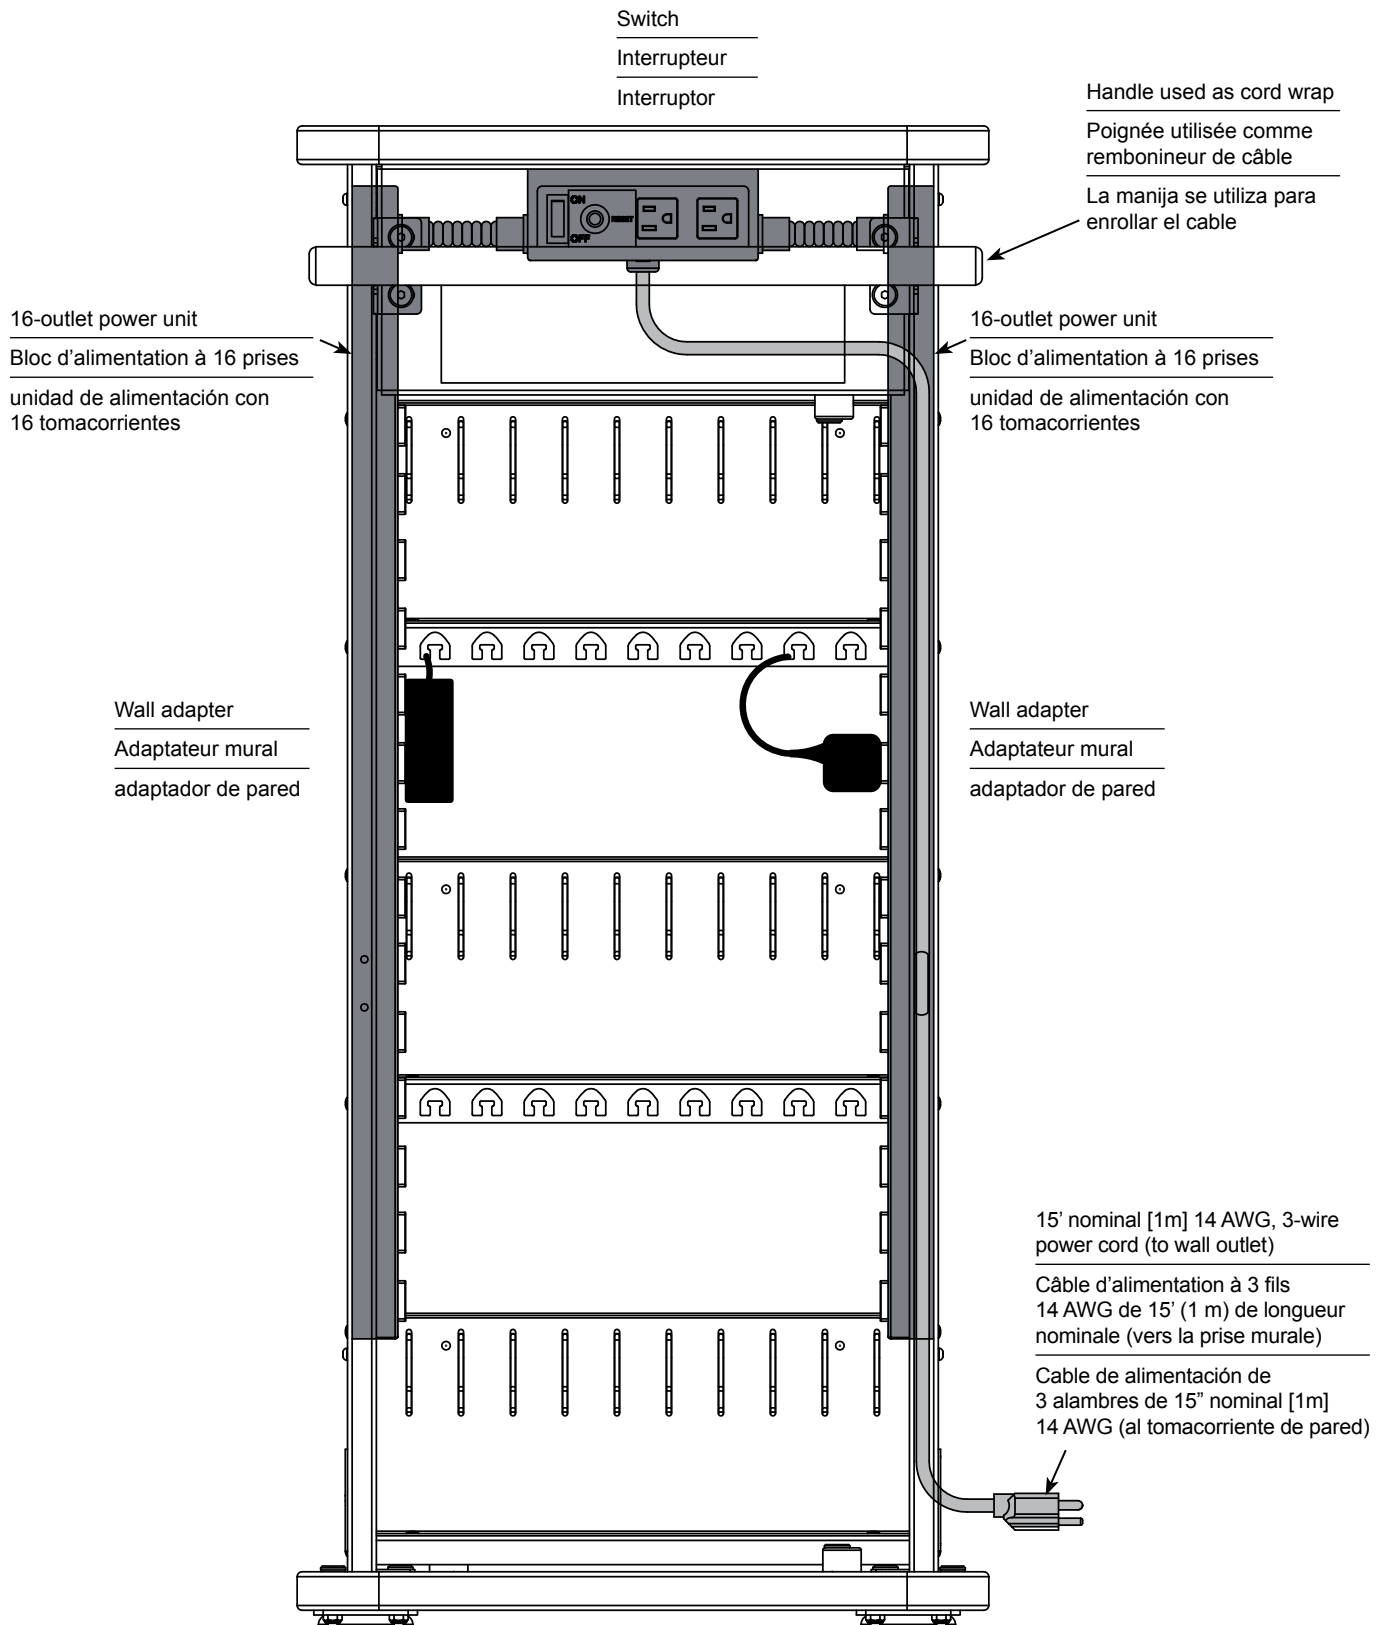 Switch
Interrupteur
Interruptor
Handle used as cord wrap
Poignée utilisée comme
rembonineur de câble
La manija se utiliza para
enrollar el cable
ON
RESET
OFF
16-outlet power unit
Bloc d’alimentation à 16 prises
unidad de alimentación con
16 tomacorrientes
16-outlet power unit
Bloc d’alimentation à 16 prises
unidad de alimentación con
16 tomacorrientes
Wall adapter
Adaptateur mural
adaptador de pared
Wall adapter
Adaptateur mural
adaptador de pared
15’ nominal [1m] 14 AWG, 3-wire
power cord (to wall outlet)
Câble d’alimentation à 3 fils
14 AWG de 15’ (1 m) de longueur
nominale (vers la prise murale)
Cable de alimentación de
3 alambres de 15” nominal [1m]
14 AWG (al tomacorriente de pared)